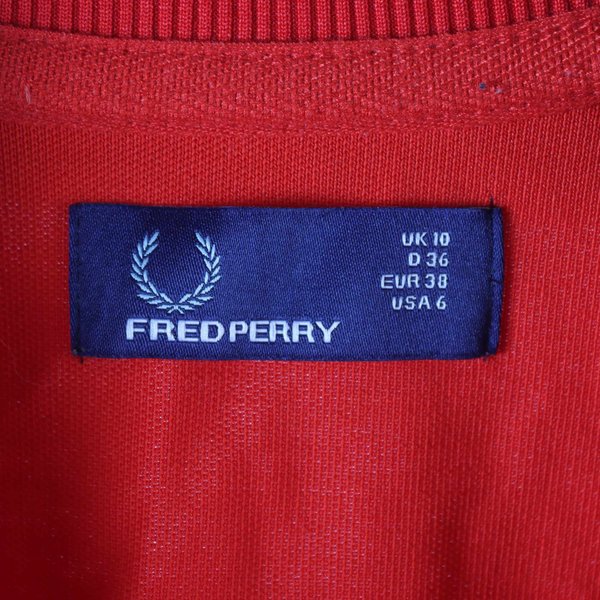 UK 10
D 36
EUR 38
USA 6
FRED PERRY